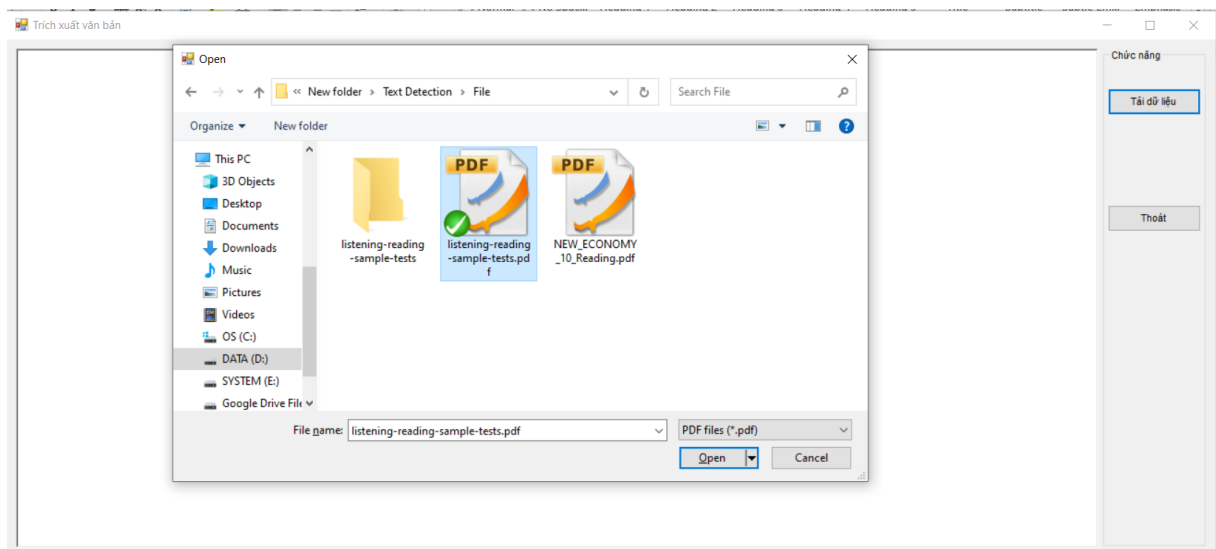 Trích xuất văn bản
Open
« New folder > Text Detection > File
Search File
Organize
New folder
This PC
3D Objects
Desktop
Documents
Downloads
Music
Pictures
Videos
OS (C:)
DATA (D:)
SYSTEM (E:)
Google Drive File
listening-reading
-sample-tests
PDF
listening-reading
-sample-tests.pd
f
PDF
NEW_ECONOMY
_10_Reading.pdf
File name:
listening-reading-sample-tests.pdf
PDF files (*.pdf)
Open
Cancel
Chức năng
Tải dữ liệu
Thoát